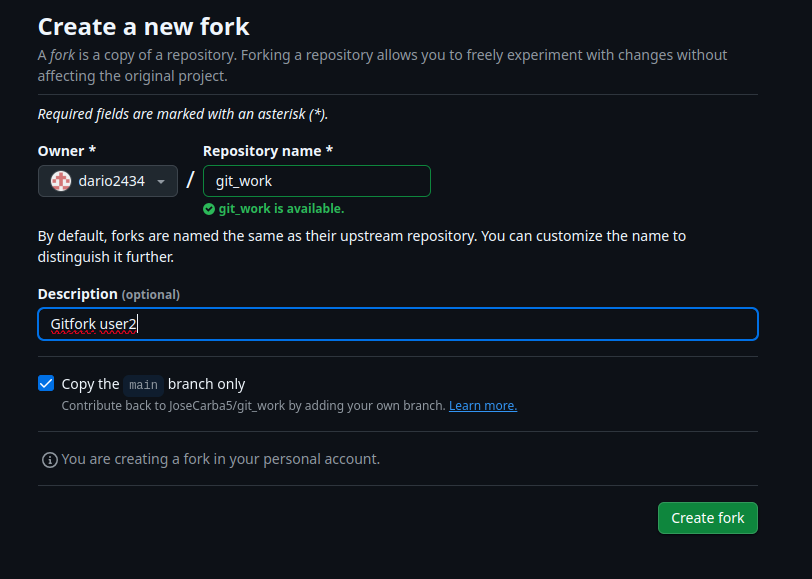 Create a new fork
A fork is a copy of a repository. Forking a repository allows you to freely experiment with changes without
affecting the original project.
Required fields are marked with an asterisk (*).
Owner * Repository name *
dario2434 / git_work
git_work is available.
By default, forks are named the same as their upstream repository. You can customize the name to
distinguish it further.
Description (optional)
Gitfork user2
Copy the main branch only
Contribute back to JoseCarba5/git_work by adding your own branch. Learn more.
You are creating a fork in your personal account.
Create fork